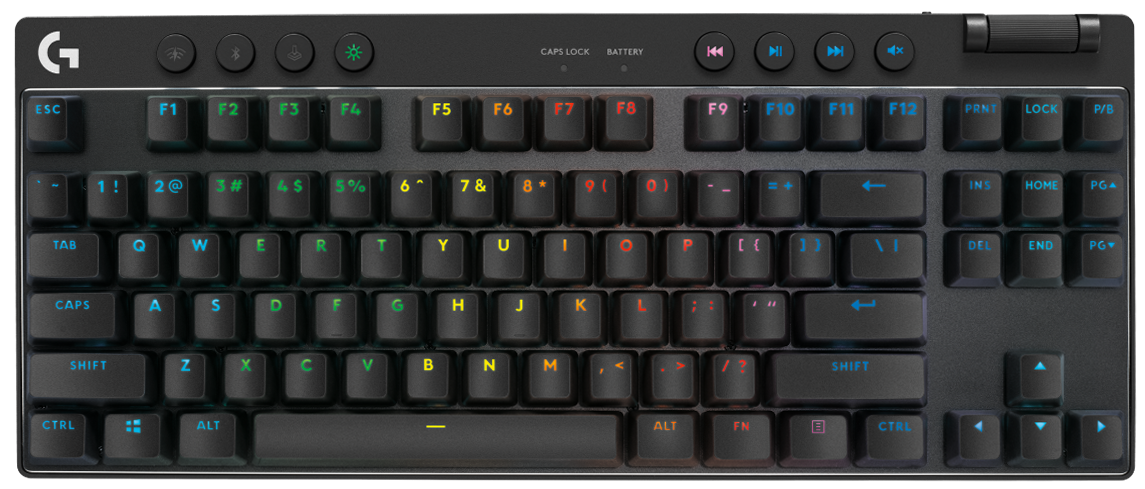 G
CAPS LOCK BATTERY
ESC F1 F2 F3 F4 F5 F6 F7 F8 F9 F10 F11 F12 PRNT LOCK P/B
` ~ 1 ! 2 @ 3 # 4 $ 5 % 6 ^ 7 & 8 * 9 ( 0 ) - _ = + ← INS HOME PG▲
TAB Q W E R T Y U I O P [ { ] } \ | DEL END PG▼
CAPS A S D F G H J K L ; : ' " ↵
SHIFT Z X C V B N M , < . > / ? SHIFT ▲
CTRL ALT — ALT FN CTRL ◀ ▼ ▶